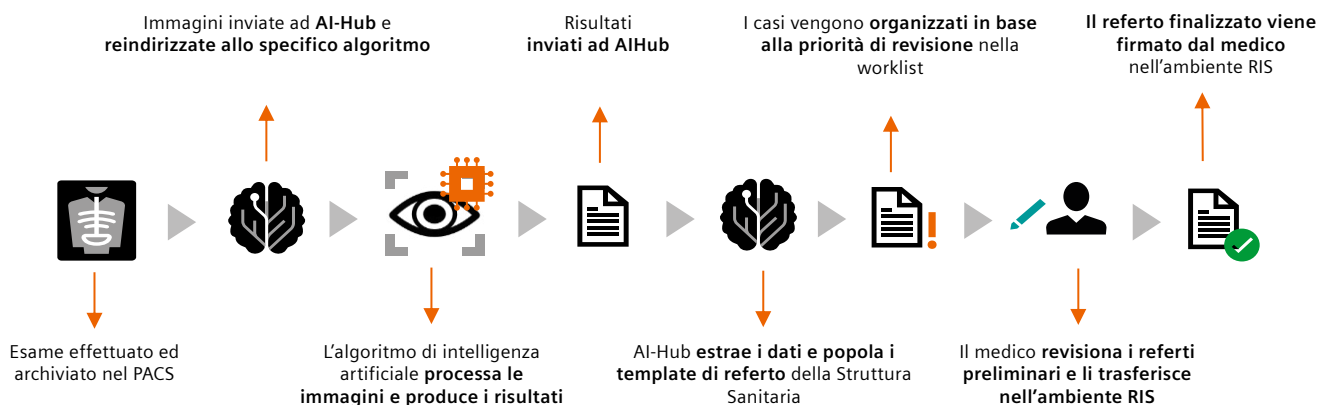 Immagini inviate ad AI-Hub e
reindirizzate allo specifico algoritmo
Risultati
inviati ad AIHub
I casi vengono organizzati in base
alla priorità di revisione nella
worklist
Il referto finalizzato viene
firmato dal medico
nell'ambiente RIS
Esame effettuato ed
archiviato nel PACS
L'algoritmo di intelligenza
artificiale processa le
immagini e produce i risultati
AI-Hub estrae i dati e popola i
template di referto della Struttura
Sanitaria
Il medico revisiona i referti
preliminari e li trasferisce
nell'ambiente RIS